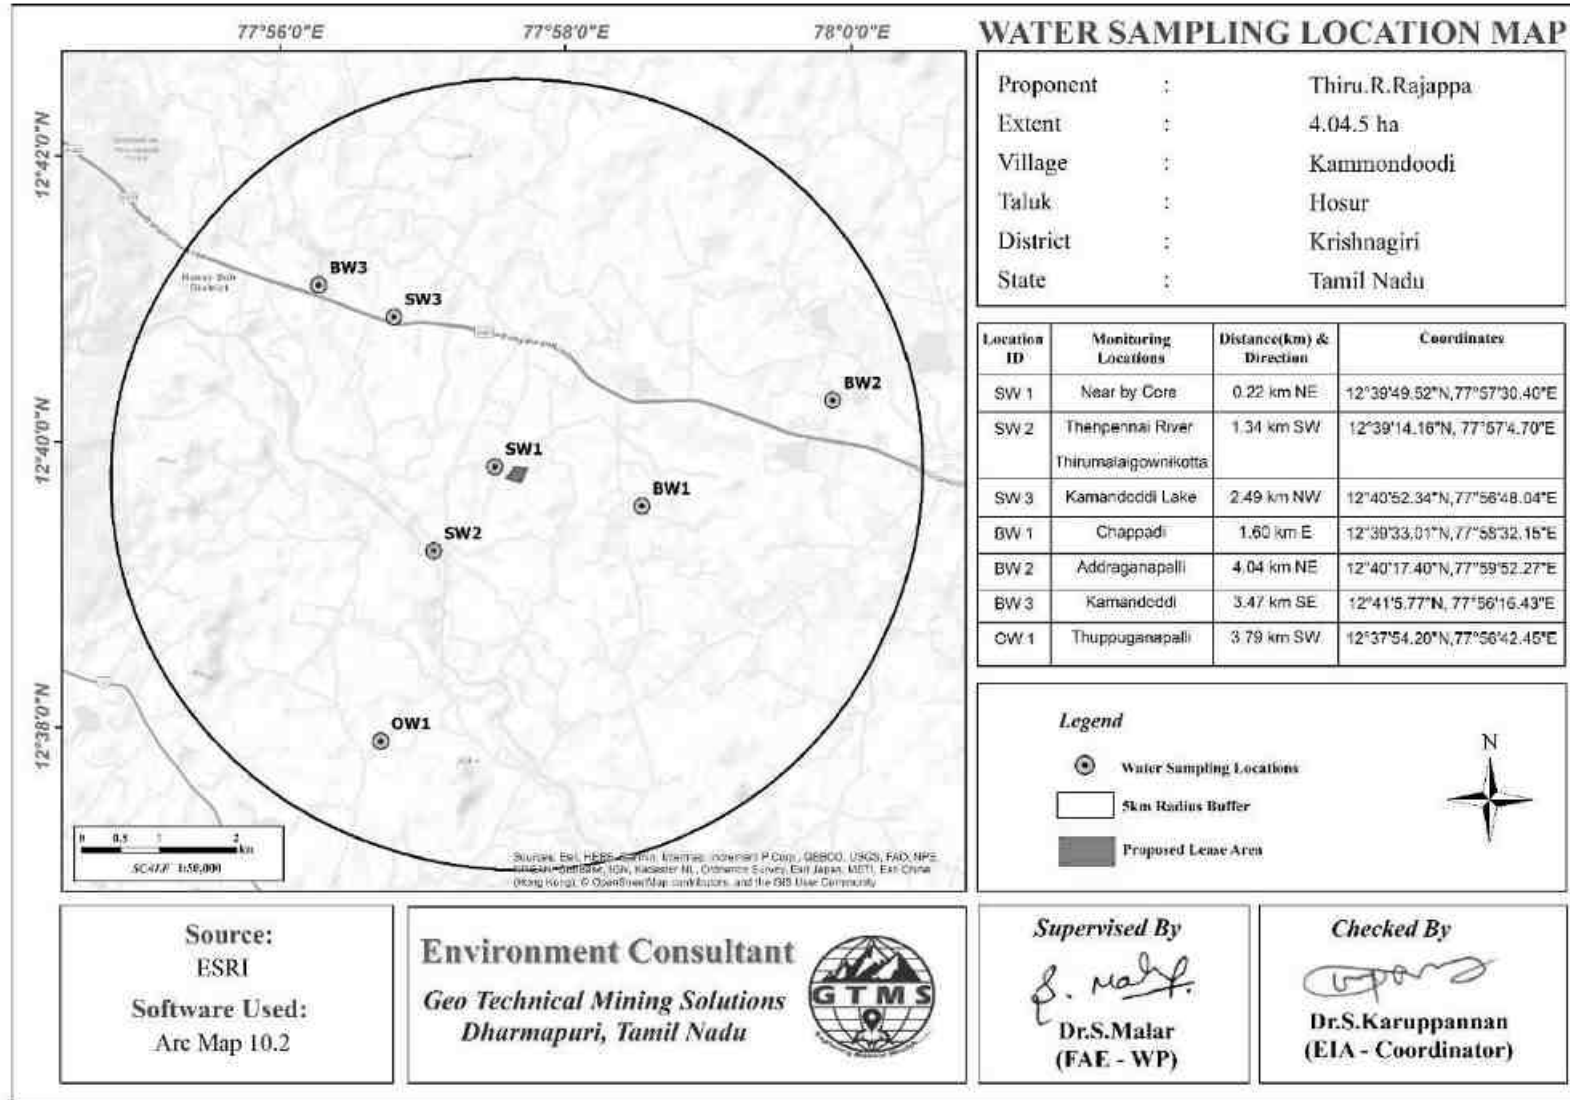 WATER SAMPLING LOCATION MAP
77°56'0"E
77°58'0"E
78°0'0"E
12°42'0"N
12°40'0"N
12°38'0"N
BW3
SW3
BW2
SW1
BW1
SW2
OW1
0 0.5 1 2
km
SCALE 1:50,000
(Hong Kong), © OpenStreetMap contributors, and the GIS User Community
Proponent : Thiru.R.Rajappa
Extent : 4.04.5 ha
Village : Kammondoodi
Taluk : Hosur
District : Krishnagiri
State : Tamil Nadu
Location ID Monitoring Locations Distance(km) & Direction Coordinates
SW 1 Near by Core 0.22 km NE 12°39'49.52"N,77°57'30.40"E
SW 2 Thenpennai River Thirumalaigownikotta 1.34 km SW 12°39'14.16"N, 77°57'4.70"E
SW 3 Kamandoddi Lake 2.49 km NW 12°40'52.34"N,77°56'48.04"E
BW 1 Chappadi 1.60 km E 12°39'33.01"N,77°58'32.15"E
BW 2 Addraganapalli 4.04 km NE 12°40'17.40"N,77°59'52.27"E
BW 3 Kamandoddi 3.47 km SE 12°41'5.77"N, 77°56'16.43"E
OW 1 Thuppuganapalli 3.79 km SW 12°37'54.20"N,77°56'42.45"E
Legend
Water Sampling Locations
5km Radius Buffer
Proposed Lease Area
N
Source:
ESRI
Software Used:
Arc Map 10.2
Environment Consultant
Geo Technical Mining Solutions
Dharmapuri, Tamil Nadu
GTMS
Supervised By
S. Malar
Dr.S.Malar
(FAE - WP)
Checked By
Dr.S.Karuppannan
(EIA - Coordinator)